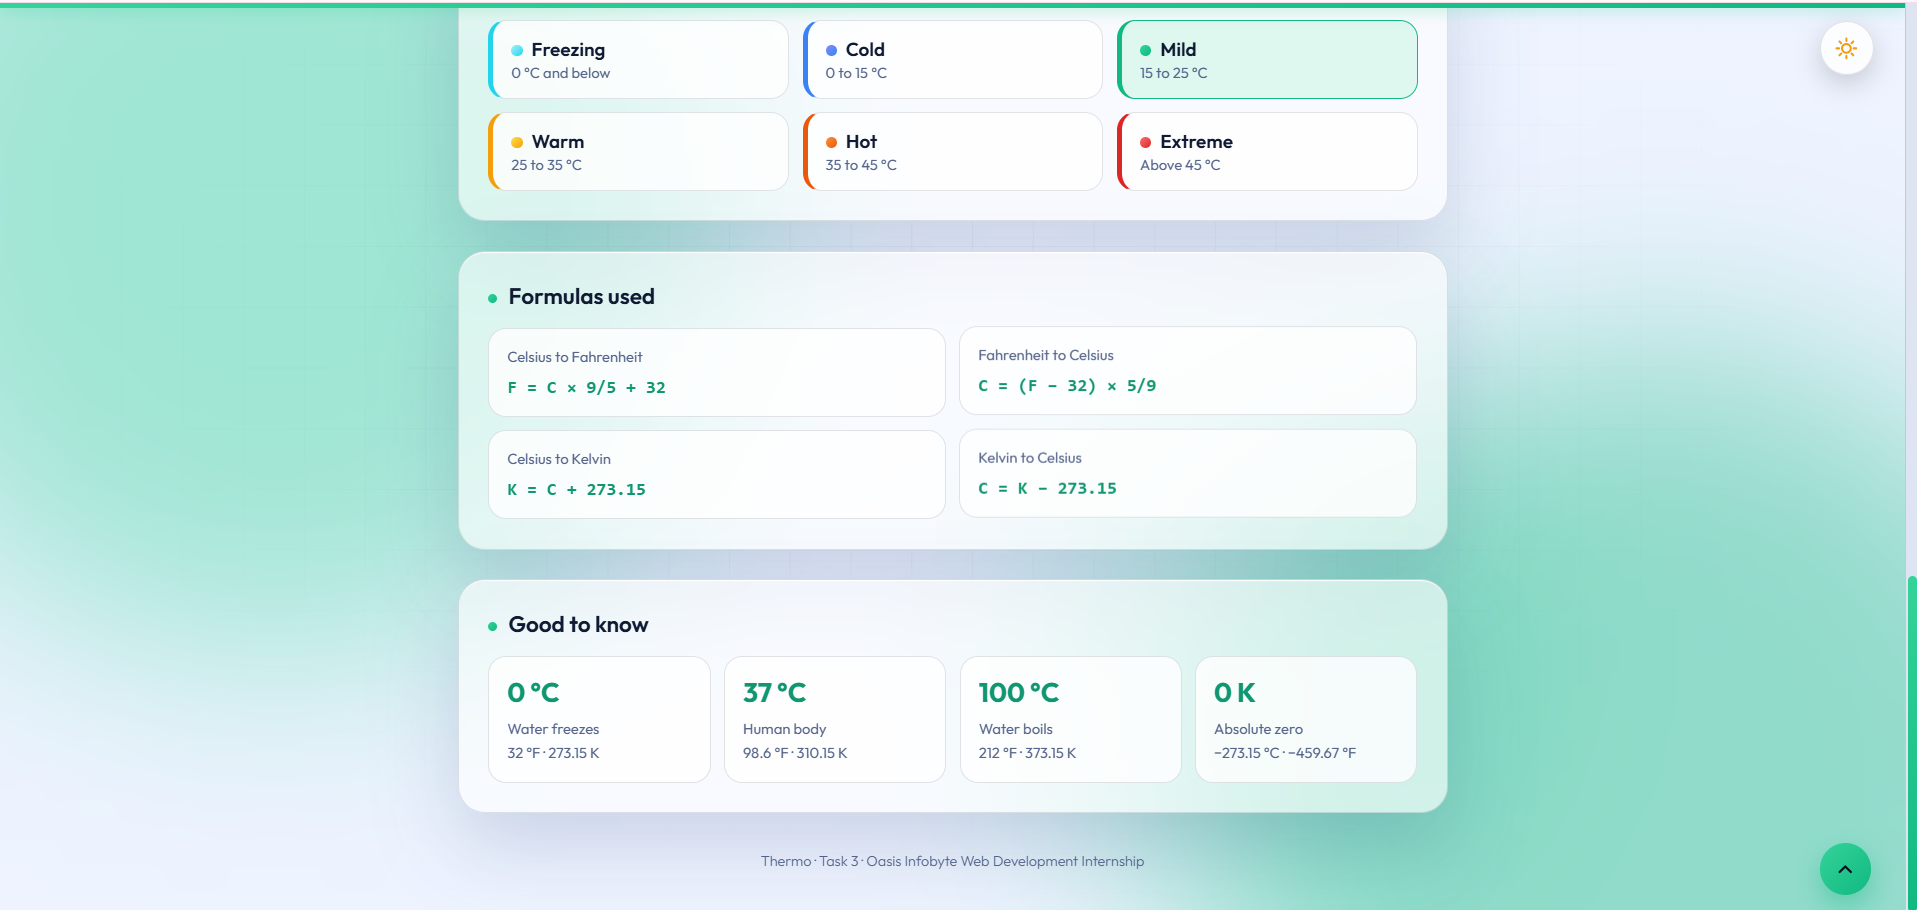 Freezing
0 °C and below
Cold
0 to 15 °C
Mild
15 to 25 °C
Warm
25 to 35 °C
Hot
35 to 45 °C
Extreme
Above 45 °C
Formulas used
Celsius to Fahrenheit
F = C × 9/5 + 32
Fahrenheit to Celsius
C = (F − 32) × 5/9
Celsius to Kelvin
K = C + 273.15
Kelvin to Celsius
C = K − 273.15
Good to know
0 °C
Water freezes
32 °F · 273.15 K
37 °C
Human body
98.6 °F · 310.15 K
100 °C
Water boils
212 °F · 373.15 K
0 K
Absolute zero
−273.15 °C · −459.67 °F
Thermo · Task 3 · Oasis Infobyte Web Development Internship